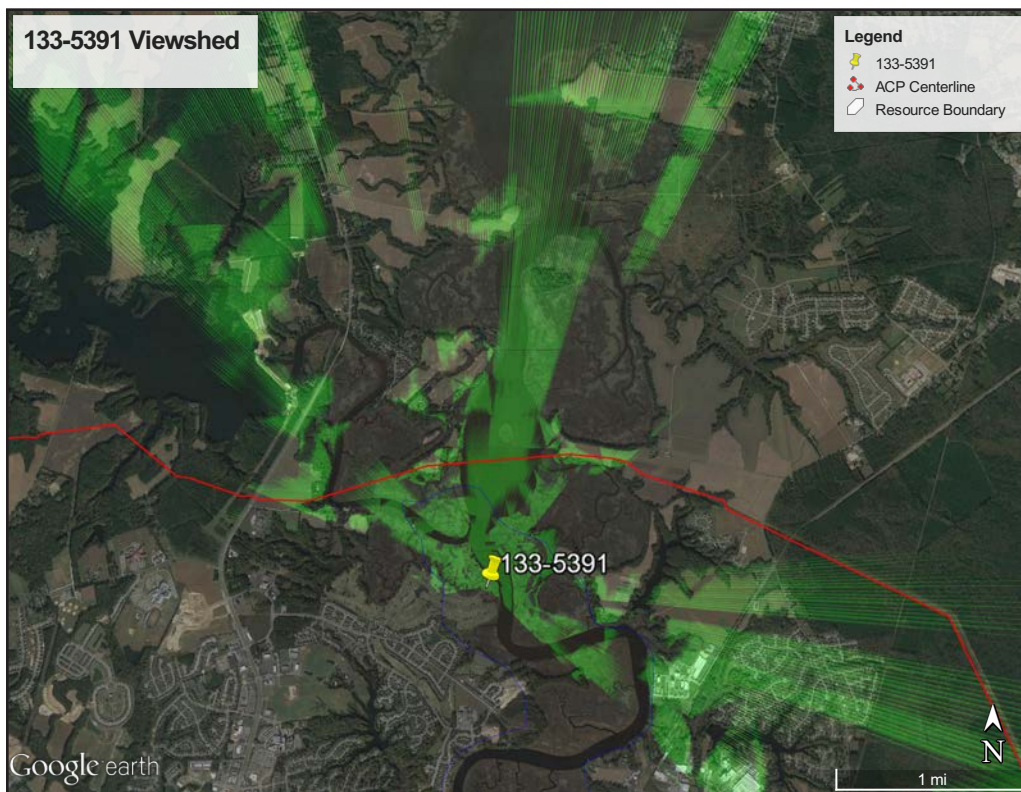 133-5391 Viewshed
Legend
133-5391
ACP Centerline
Resource Boundary
133-5391
N
Google earth
1 mi